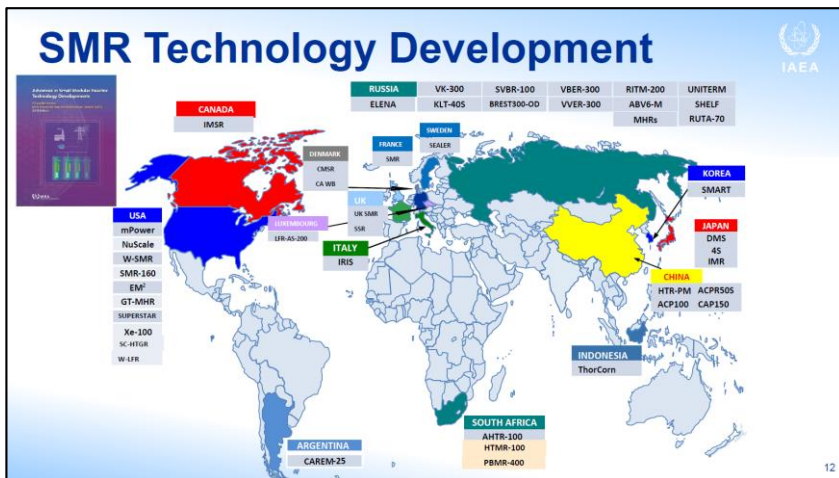 SMR Technology Development
IAEA
RUSSIA VK-300 SVBR-100 VBER-300 RITM-200 UNITERM
ELENA KLT-40S BREST300-OD VVER-300 ABV6-M SHELF
MHRs RUTA-70
CANADA
IMSR
SWEDEN
SEALER
FRANCE
SMR
DENMARK
CMSR
CA WB
UK
UK SMR
SSR
LUXEMBOURG
LFR-AS-200
ITALY
IRIS
KOREA
SMART
JAPAN
DMS
4S
IMR
USA
mPower
NuScale
W-SMR
SMR-160
EM²
GT-MHR
SUPERSTAR
Xe-100
SC-HTGR
W-LFR
CHINA
HTR-PM ACPR50S
ACP100 CAP150
INDONESIA
ThorCon
SOUTH AFRICA
AHTR-100
HTMR-100
PBMR-400
ARGENTINA
CAREM-25
12